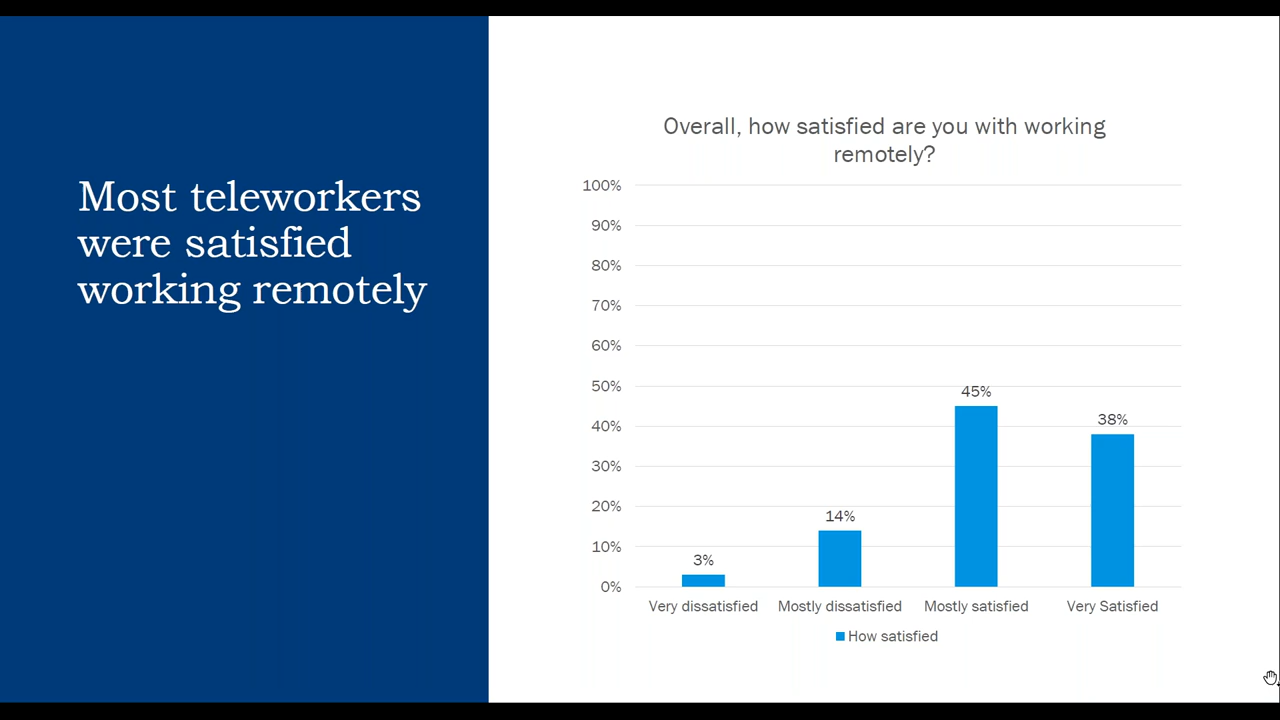 Most teleworkers
were satisfied
working remotely
Overall, how satisfied are you with working
remotely?
100%
90%
80%
70%
60%
50%
40%
30%
20%
10%
0%
3%
14%
45%
38%
Very dissatisfied
Mostly dissatisfied
Mostly satisfied
Very Satisfied
How satisfied